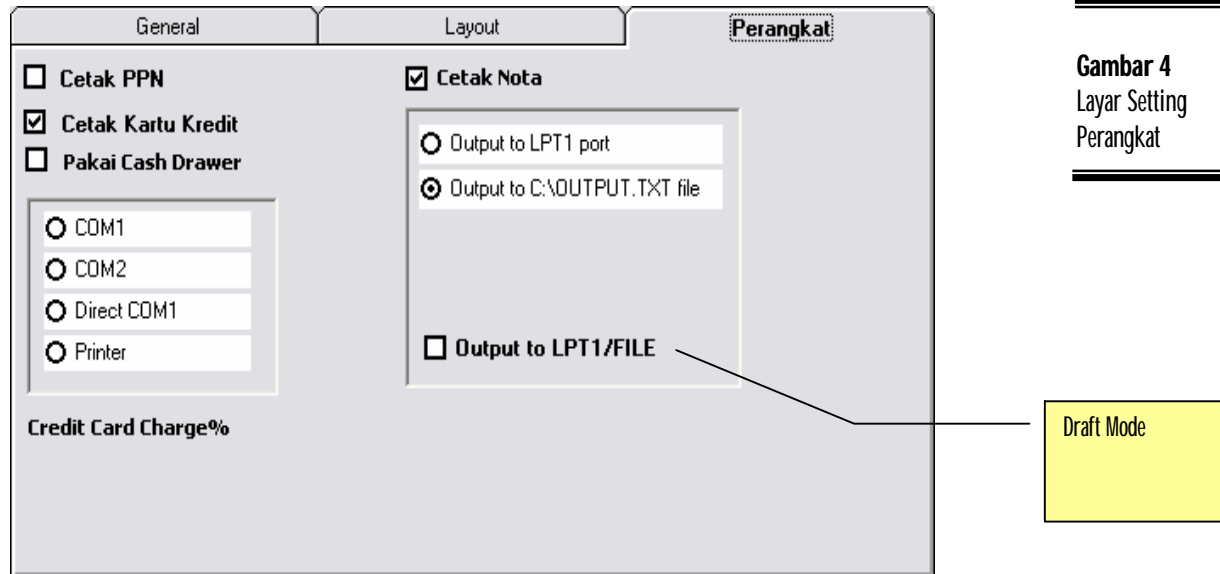 General
Layout
Perangkat
Cetak PPN
Cetak Kartu Kredit
Pakai Cash Drawer
COM1
COM2
Direct COM1
Printer
Credit Card Charge%
Cetak Nota
Output to LPT1 port
Output to C:\OUTPUT.TXT file
Output to LPT1/FILE
Gambar 4
Layar Setting
Perangkat
Draft Mode